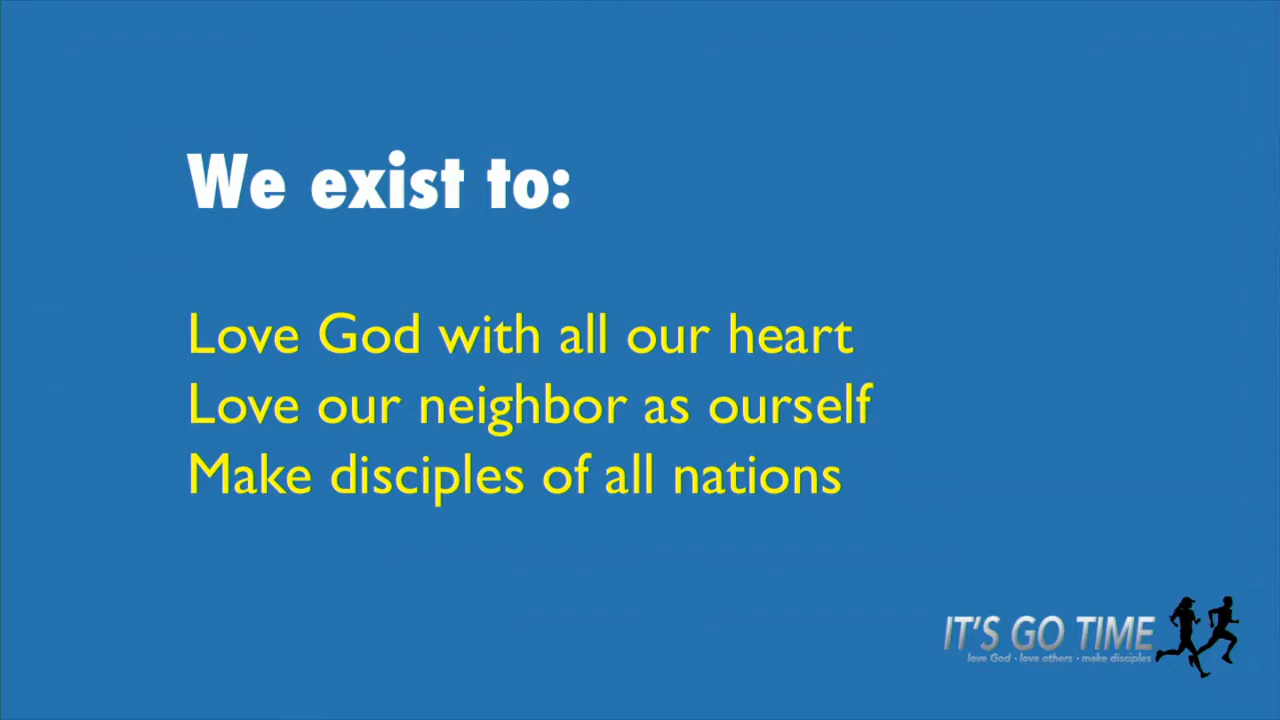 We exist to:
Love God with all our heart
Love our neighbor as ourself
Make disciples of all nations
IT'S GO TIME
love God · love others · make disciples